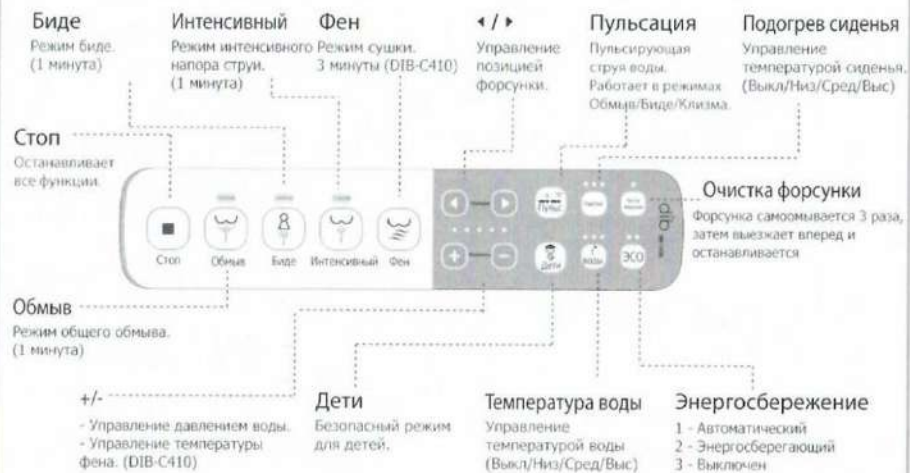 Биде
Режим биде.
(1 минута)
Интенсивный
Режим интенсивного
напора струи.
(1 минута)
Фен
Режим сушки.
3 минуты (DIB-C410)
◂ / ▸
Управление
позицией
форсунки.
Пульсация
Пульсирующая
струя воды.
Работает в режимах
Обмыв/Биде/Клизма.
Подогрев сиденья
Управление
температурой сиденья.
(Выкл/Низ/Сред/Выс)
Стоп
Останавливает
все функции.
Очистка форсунки
Форсунка самоомывается 3 раза,
затем выезжает вперед и
останавливается
Стоп
Обмыв
Биде
Интенсивный
Фен
+
−
Пульс
Дети
воды
ЭСО
dib
Обмыв
Режим общего обмыва.
(1 минута)
+/-
- Управление давлением воды.
- Управление температуры
фена. (DIB-C410)
Дети
Безопасный режим
для детей.
Температура воды
Управление
температурой воды
(Выкл/Низ/Сред/Выс)
Энергосбережение
1 - Автоматический
2 - Энергосберегающий
3 - Выключен